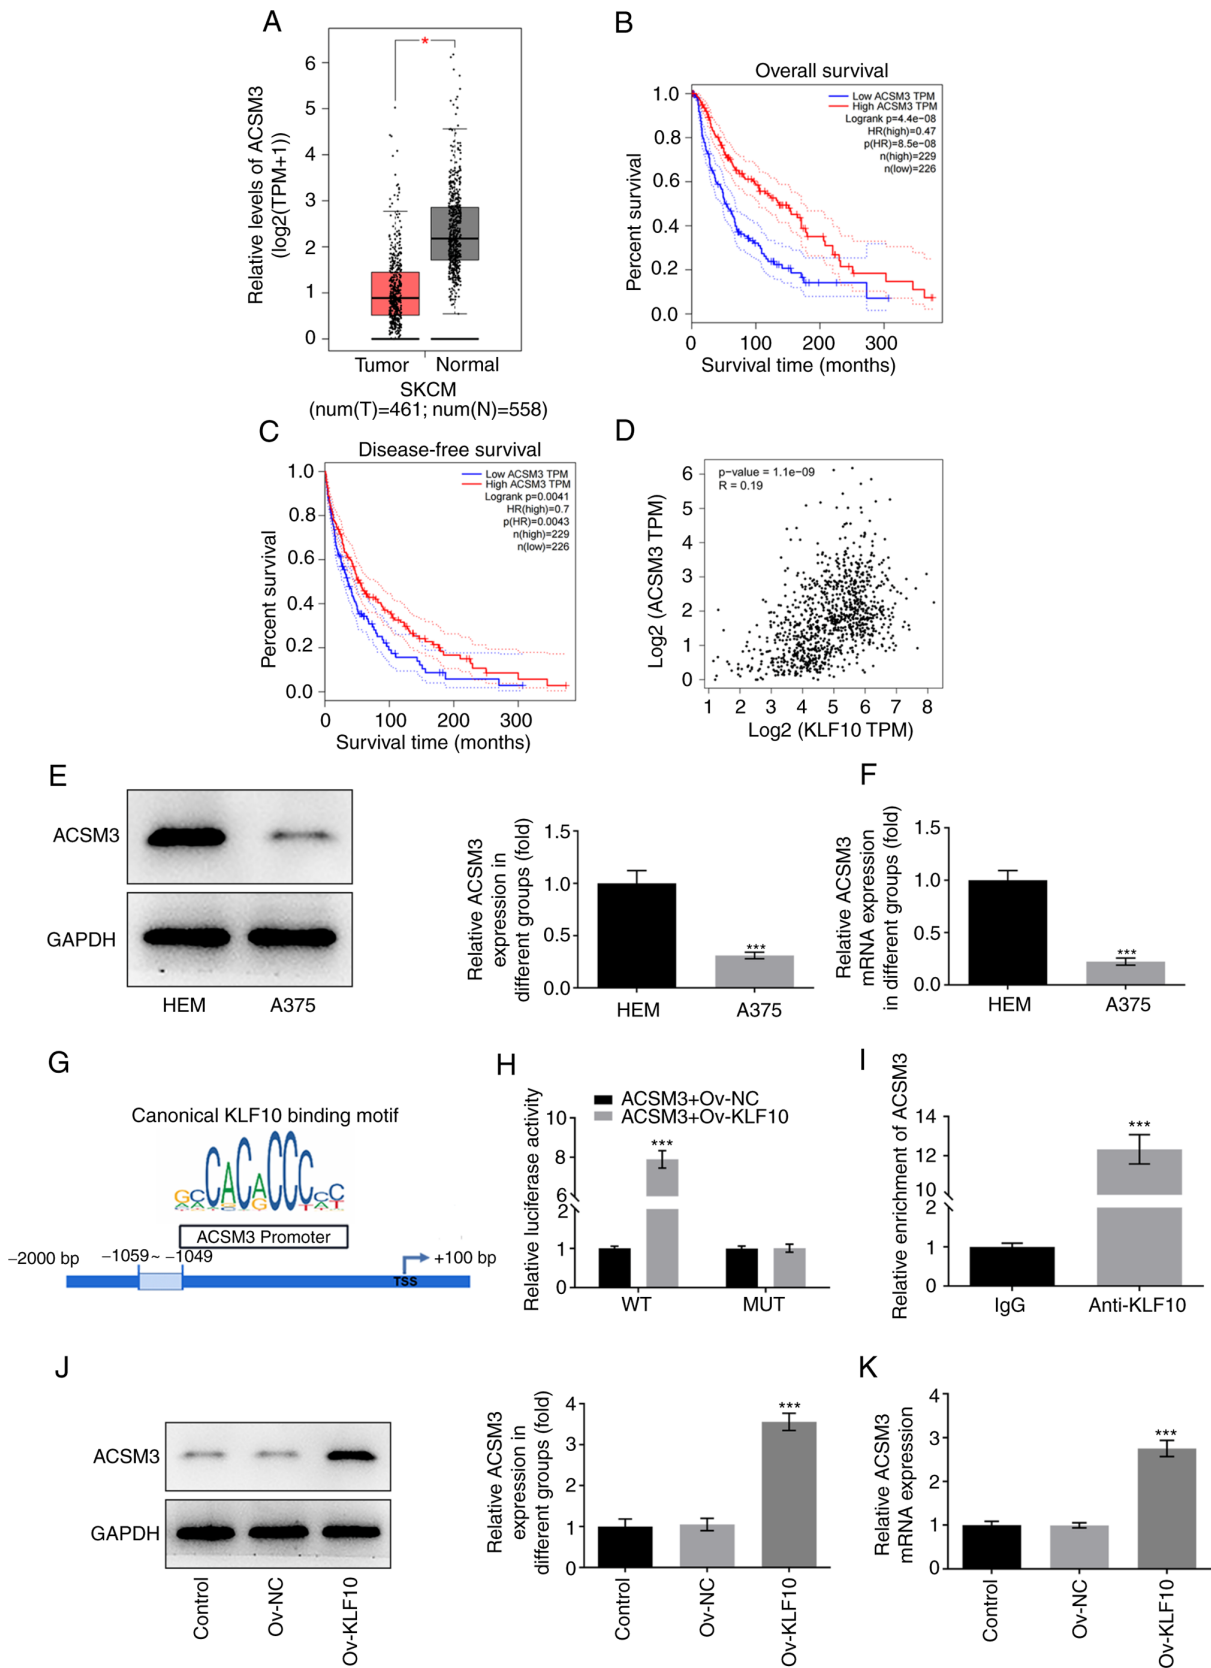 A
Relative levels of ACSM3
(log2(TPM+1))
6
5
4
3
2
1
0
*
Tumor
Normal
SKCM
(num(T)=461; num(N)=558)
B
Overall survival
Percent survival
1.0
0.8
0.6
0.4
0.2
0.0
Low ACSM3 TPM
High ACSM3 TPM
Logrank p=4.4e−08
HR(high)=0.47
p(HR)=8.5e−08
n(high)=229
n(low)=226
0
100
200
300
Survival time (months)
C
Disease-free survival
Percent survival
1.0
0.8
0.6
0.4
0.2
0.0
Low ACSM3 TPM
High ACSM3 TPM
Logrank p=0.0041
HR(high)=0.7
p(HR)=0.0043
n(high)=229
n(low)=226
0
100
200
300
Survival time (months)
D
Log2 (ACSM3 TPM)
6
5
4
3
2
1
0
p−value = 1.1e−09
R = 0.19
1 2 3 4 5 6 7 8
Log2 (KLF10 TPM)
E
ACSM3
GAPDH
HEM
A375
Relative ACSM3
expression in
different groups (fold)
1.5
1.0
0.5
0.0
***
HEM
A375
F
Relative ACSM3
mRNA expression
in different groups (fold)
1.5
1.0
0.5
0.0
***
HEM
A375
G
Canonical KLF10 binding motif
ACSM3 Promoter
−2000 bp
−1059~ −1049
TSS
+100 bp
H
ACSM3+Ov-NC
ACSM3+Ov-KLF10
Relative luciferase activity
10
8
6
2
1
0
***
WT
MUT
I
Relative enrichment of ACSM3
14
12
10
2
1
0
***
IgG
Anti-KLF10
J
ACSM3
GAPDH
Control
Ov-NC
Ov-KLF10
Relative ACSM3
expression in
different groups (fold)
4
3
2
1
0
***
Control
Ov-NC
Ov-KLF10
K
Relative ACSM3
mRNA expression
4
3
2
1
0
***
Control
Ov-NC
Ov-KLF10